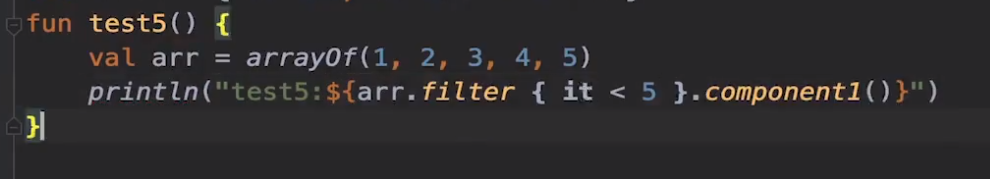 fun test5() {
    val arr = arrayOf(1, 2, 3, 4, 5)
    println("test5:${arr.filter { it < 5 }.component1()}")
}